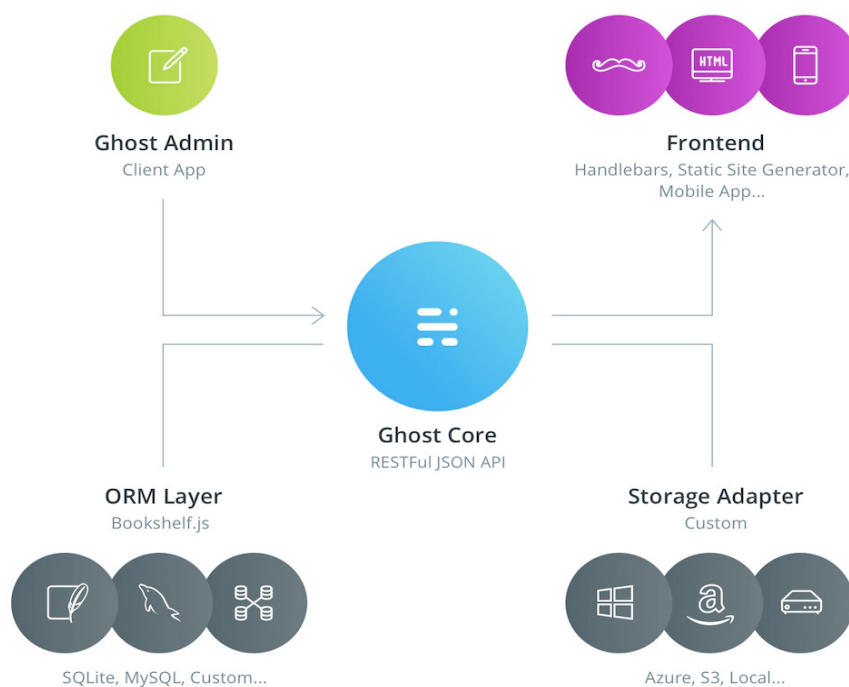 Ghost Admin
Client App
HTML
Frontend
Handlebars, Static Site Generator,
Mobile App...
Ghost Core
RESTFul JSON API
ORM Layer
Bookshelf.js
SQLite, MySQL, Custom...
Storage Adapter
Custom
a
Azure, S3, Local...